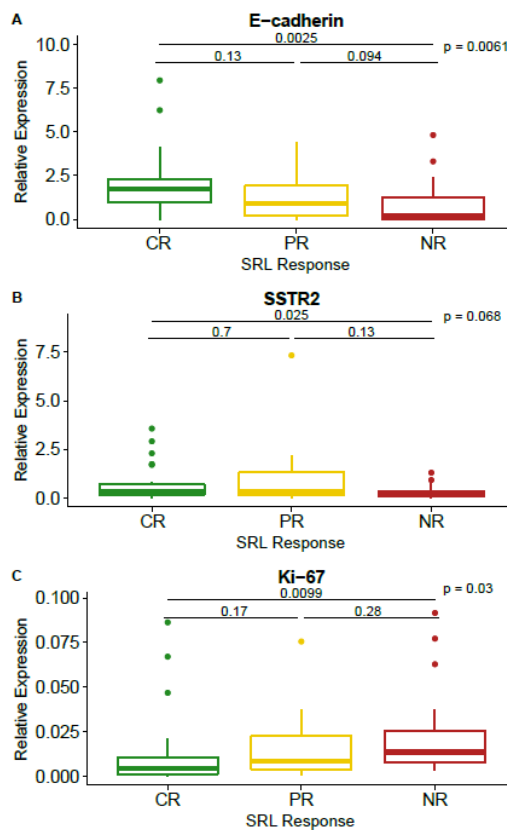 A
E−cadherin
0.0025
p = 0.0061
0.13
0.094
Relative Expression
10.0
7.5
5.0
2.5
0.0
CR
PR
NR
SRL Response
B
SSTR2
0.025
p = 0.068
0.7
0.13
Relative Expression
7.5
5.0
2.5
0.0
CR
PR
NR
SRL Response
C
Ki−67
0.0099
p = 0.03
0.17
0.28
Relative Expression
0.100
0.075
0.050
0.025
0.000
CR
PR
NR
SRL Response